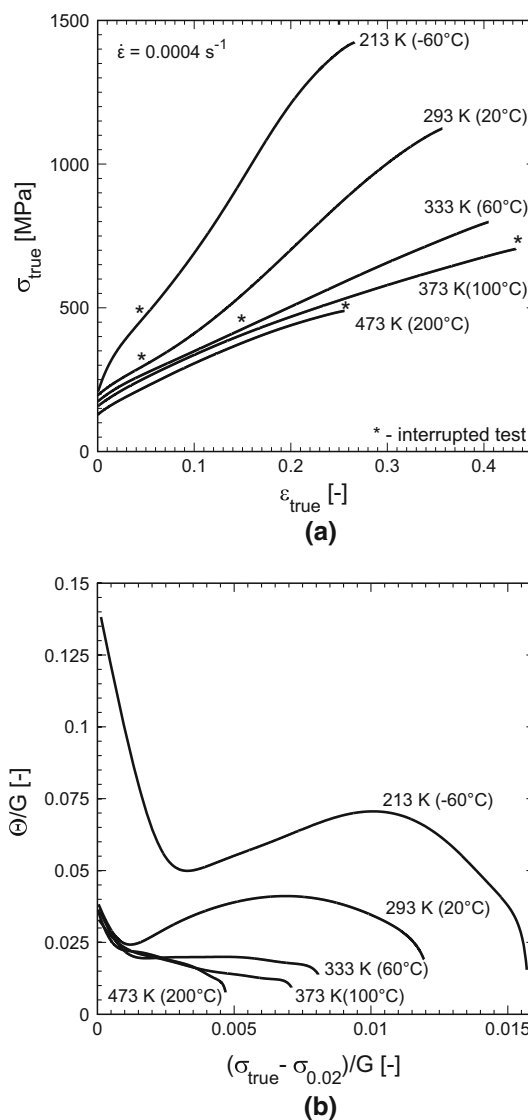 1500
1000
500
0
σtrue [MPa]
ε̇ = 0.0004 s⁻¹
213 K (-60°C)
293 K (20°C)
333 K (60°C)
*
373 K(100°C)
*
*
*
*
473 K (200°C)
* - interrupted test
0 0.1 0.2 0.3 0.4
εtrue [-]
(a)
0.15
0.125
0.1
0.075
0.05
0.025
0
Θ/G [-]
213 K (-60°C)
293 K (20°C)
333 K (60°C)
473 K (200°C) 373 K(100°C)
0 0.005 0.01 0.015
(σtrue - σ0.02)/G [-]
(b)